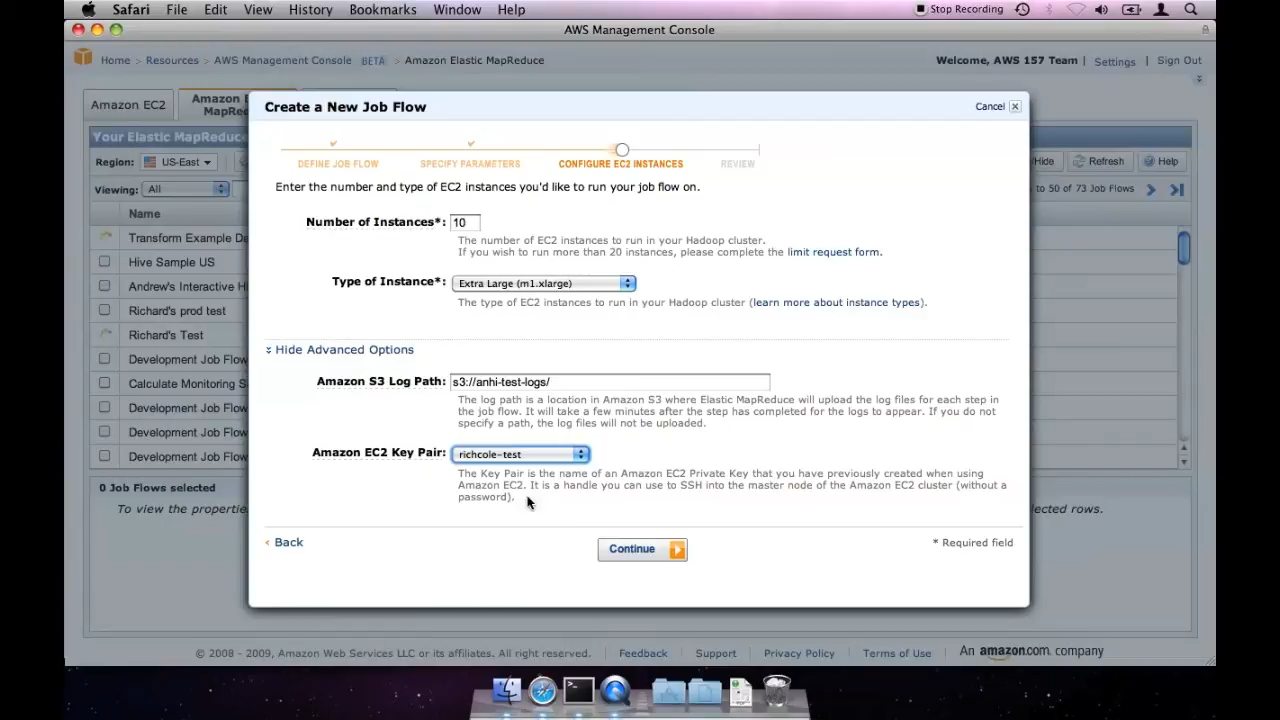 Safari File Edit View History Bookmarks Window Help Stop Recording
AWS Management Console
Home > Resources > AWS Management Console BETA > Amazon Elastic MapReduce Welcome, AWS 157 Team | Settings | Sign Out
Amazon EC2
Amazon E
MapRedu
Your Elastic MapReduce
Region: US-East /Hide Refresh Help
Viewing: All to 50 of 73 Job Flows
Name
Transform Example De
Hive Sample US
Andrew's Interactive Hi
Richard's prod test
Richard's Test
Development Job Flow
Calculate Monitoring S
Development Job Flow
Development Job Flow
Development Job Flow
0 Job Flows selected
To view the properti
elected rows.
Create a New Job Flow Cancel
DEFINE JOB FLOW SPECIFY PARAMETERS CONFIGURE EC2 INSTANCES REVIEW
Enter the number and type of EC2 instances you'd like to run your job flow on.
Number of Instances*: 10
The number of EC2 instances to run in your Hadoop cluster.
If you wish to run more than 20 instances, please complete the limit request form.
Type of Instance*: Extra Large (m1.xlarge)
The type of EC2 instances to run in your Hadoop cluster (learn more about instance types).
Hide Advanced Options
Amazon S3 Log Path: s3://anhi-test-logs/
The log path is a location in Amazon S3 where Elastic MapReduce will upload the log files for each step in
the job flow. It will take a few minutes after the step has completed for the logs to appear. If you do not
specify a path, the log files will not be uploaded.
Amazon EC2 Key Pair: richcole-test
The Key Pair is the name of an Amazon EC2 Private Key that you have previously created when using
Amazon EC2. It is a handle you can use to SSH into the master node of the Amazon EC2 cluster (without a
password).
‹ Back Continue * Required field
© 2008 - 2009, Amazon Web Services LLC or its affiliates. All right reserved. | Feedback | Support | Privacy Policy | Terms of Use | An amazon.com company